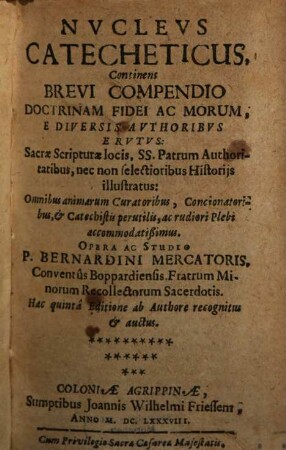 NVCLEVS
CATECHETICUS,
Continens
BREVI COMPENDIO
DOCTRINAM FIDEI AC MORUM,
E DIVERSIS AVTHORIBVS
ERVTVS:
Sacræ Scripturæ locis, SS. Patrum Authori-
tatibus, nec non selectioribus Historijs
illustratus:
Omnibus animarum Curatoribus, Concionatori-
bus, & Catechistis perutilis, ac rudiori Plebi
accommodatissimus.
OPERA AC STUDIO
P. BERNARDINI MERCATORIS,
Conventûs Boppardiensis Fratrum Mi-
norum Recollectorum Sacerdotis.
Hac quintâ Editione ab Authore recognitus
& auctus.
**********
******
***
COLONIÆ AGRIPPINÆ,
Sumptibus Joannis Wilhelmi Friessem,
ANNO M. DC. LXXXVIII.
Cum Privilegio Sacræ Cæsareæ Majestatis.